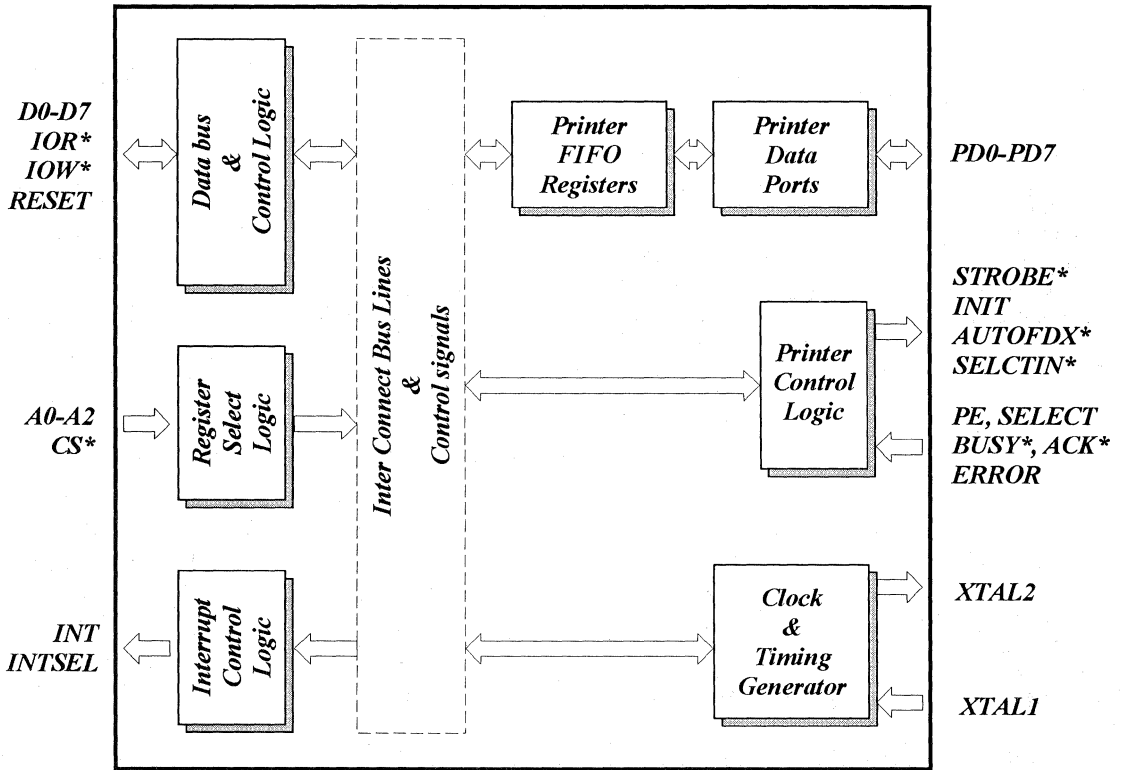 D0-D7
IOR*
IOW*
RESET
Data bus
&
Control Logic
A0-A2
CS*
Register
Select
Logic
INT
INTSEL
Interrupt
Control
Logic
Inter Connect Bus Lines
&
Control signals
Printer
FIFO
Registers
Printer
Data
Ports
PD0-PD7
Printer
Control
Logic
STROBE*
INIT
AUTOFDX*
SELCTIN*
PE, SELECT
BUSY*, ACK*
ERROR
Clock
&
Timing
Generator
XTAL2
XTAL1